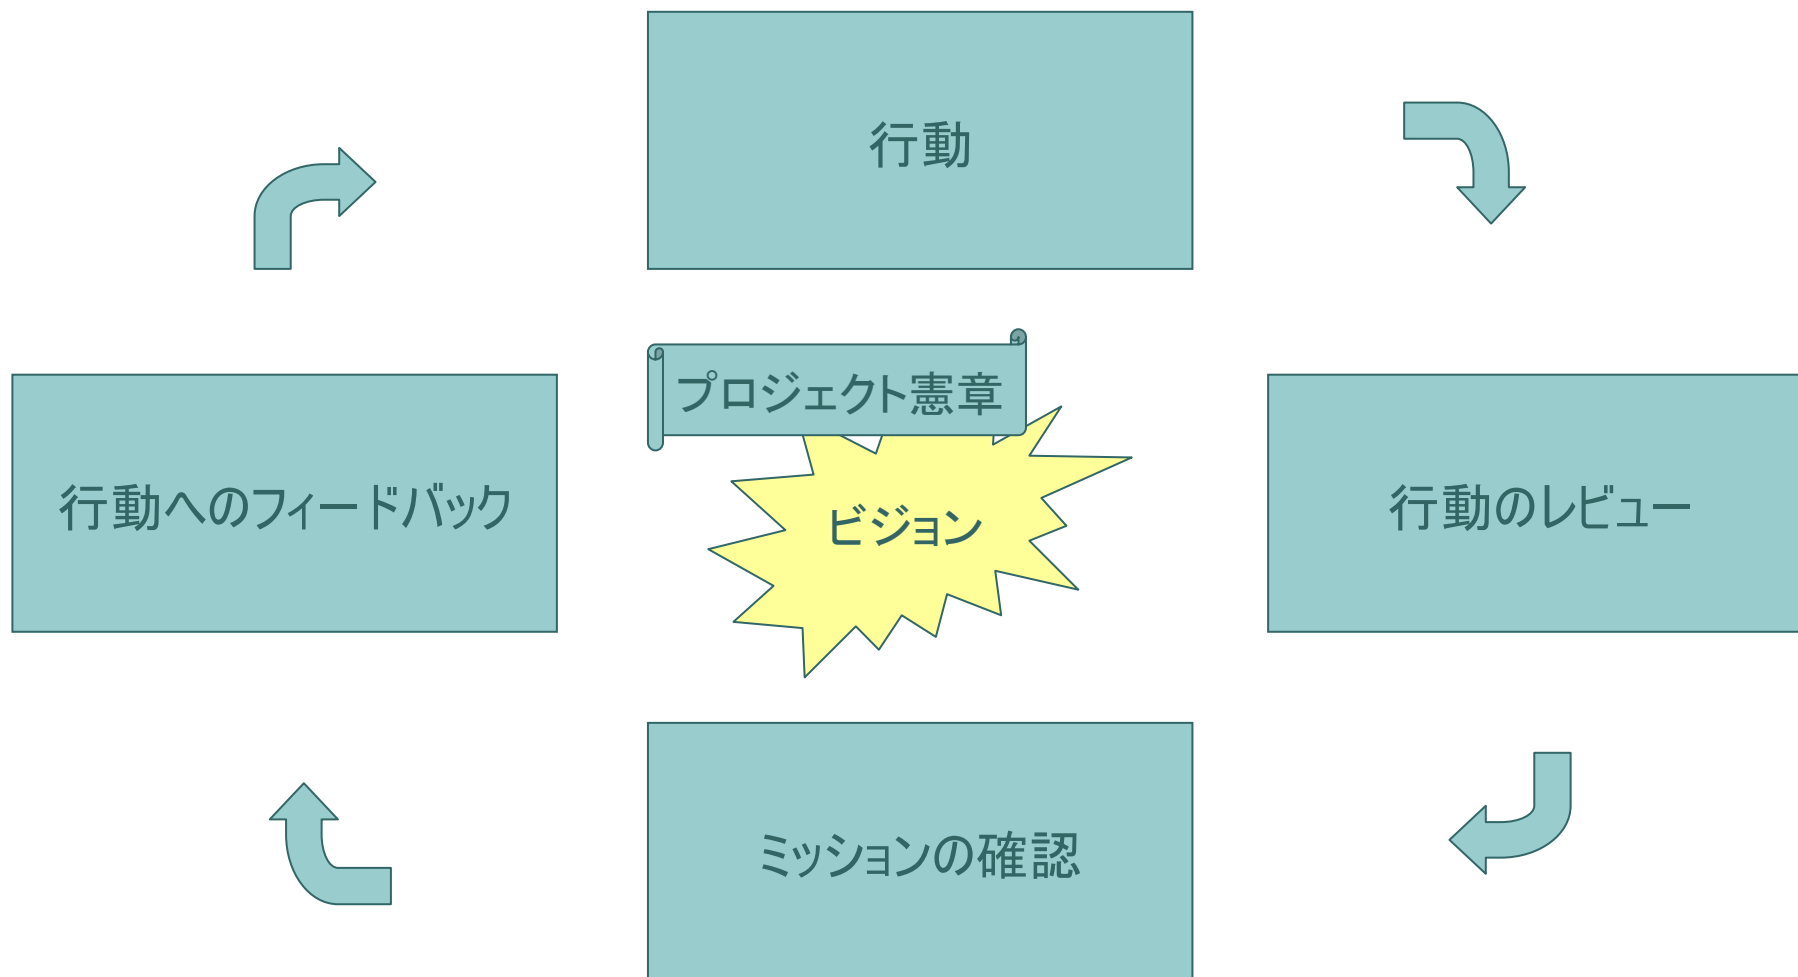 行動
プロジェクト憲章
行動へのフィードバック
ビジョン
行動のレビュー
ミッションの確認